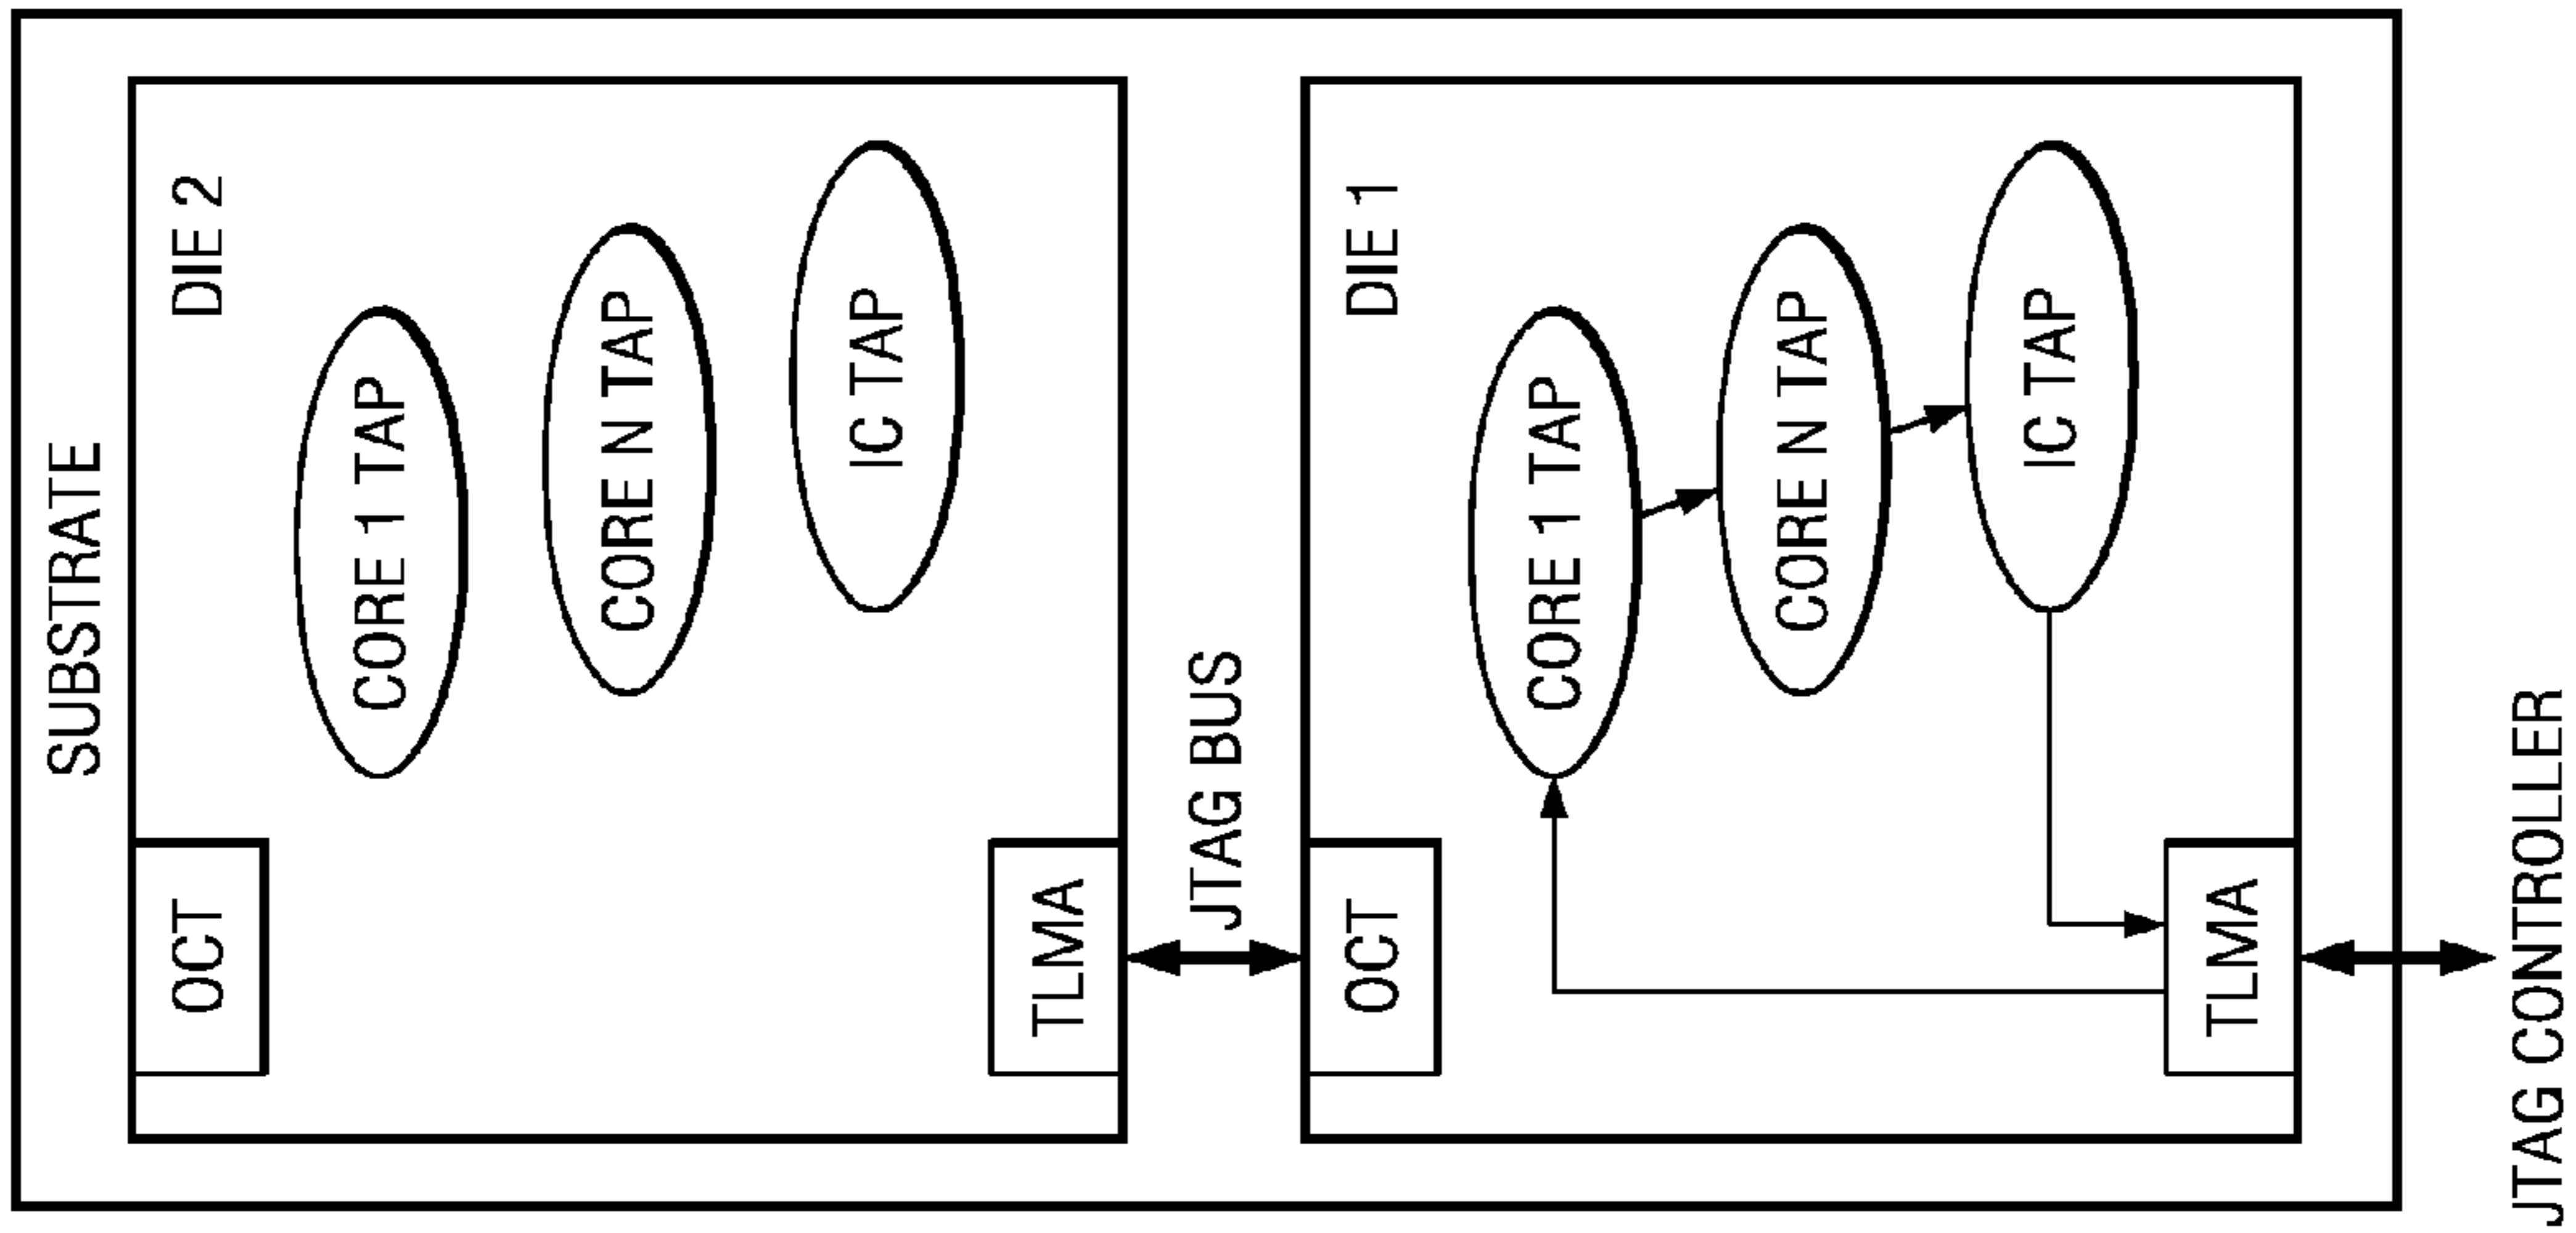 SUBSTRATE
DIE 2
CORE 1 TAP
CORE N TAP
IC TAP
OCT
TLMA
JTAG BUS
DIE 1
CORE 1 TAP
CORE N TAP
IC TAP
OCT
TLMA
JTAG CONTROLLER